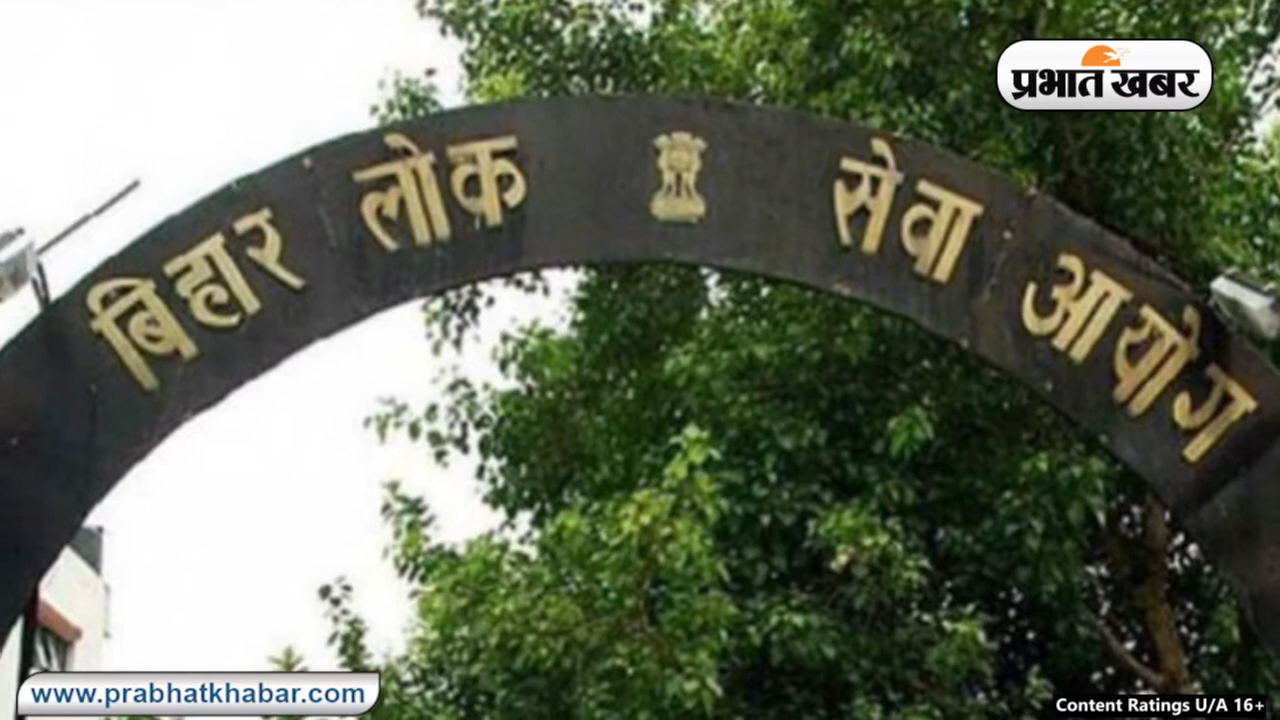 प्रभात खबर
बिहार लोक सेवा आयोग
www.prabhatkhabar.com
Content Ratings U/A 16+